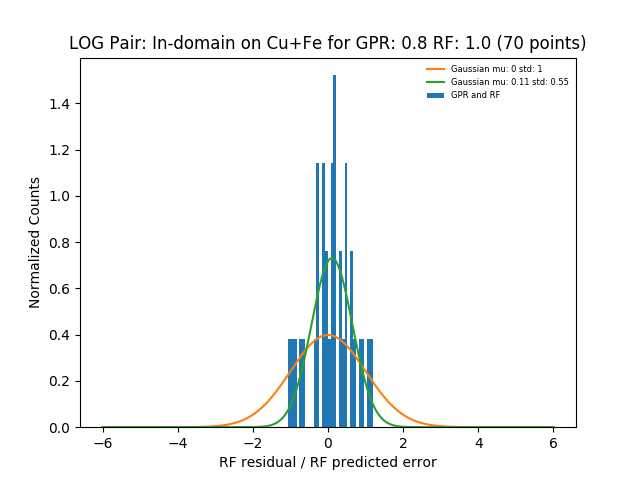 LOG Pair: In-domain on Cu+Fe for GPR: 0.8 RF: 1.0 (70 points)
Gaussian mu: 0 std: 1
Gaussian mu: 0.11 std: 0.55
GPR and RF
Normalized Counts
1.4
1.2
1.0
0.8
0.6
0.4
0.2
0.0
−6 −4 −2 0 2 4 6
RF residual / RF predicted error